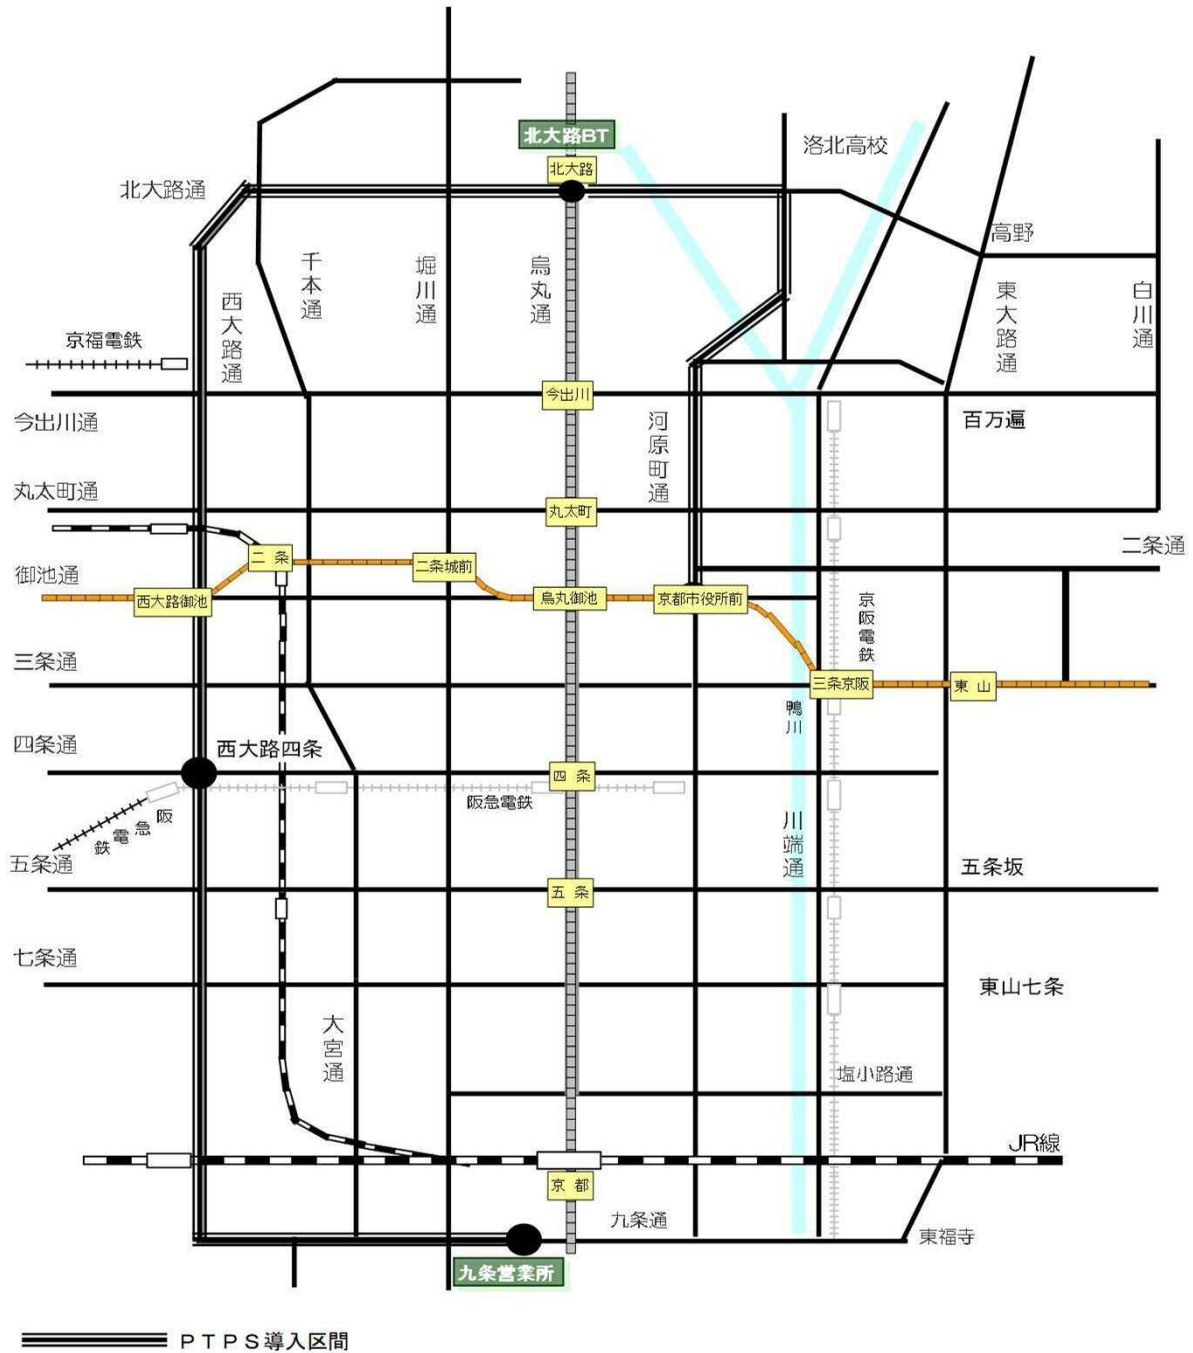 北大路BT
洛北高校
北大路
北大路通
高野
千本通
堀川通
烏丸通
西大路通
東大路通
白川通
京福電鉄
今出川
今出川通
河原町通
百万遍
丸太町通
丸太町
二条通
二条
二条城前
御池通
西大路御池
烏丸御池
京都市役所前
京阪電鉄
三条通
三条京阪
東山
鴨川
四条通
西大路四条
四条
阪急電鉄
阪急電鉄
川端通
五条通
五条
五条坂
七条通
東山七条
大宮通
塩小路通
JR線
京都
九条通
東福寺
九条営業所
PTPS導入区間